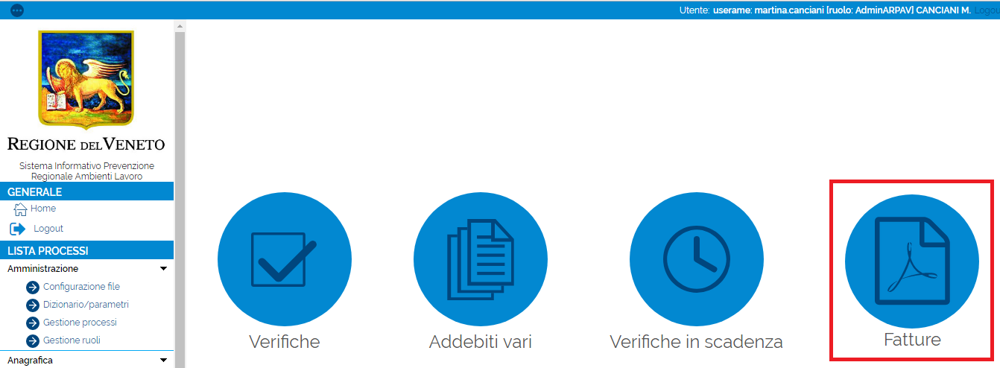 Utente: userame: martina.canciani [ruolo: AdminARPAV] CANCIANI M. Logou
REGIONE DEL VENETO
Sistema Informativo Prevenzione
Regionale Ambienti Lavoro
GENERALE
Home
Logout
LISTA PROCESSI
Amministrazione
Configurazione file
Dizionario/parametri
Gestione processi
Gestione ruoli
Anagrafica
Verifiche
Addebiti vari
Verifiche in scadenza
Fatture